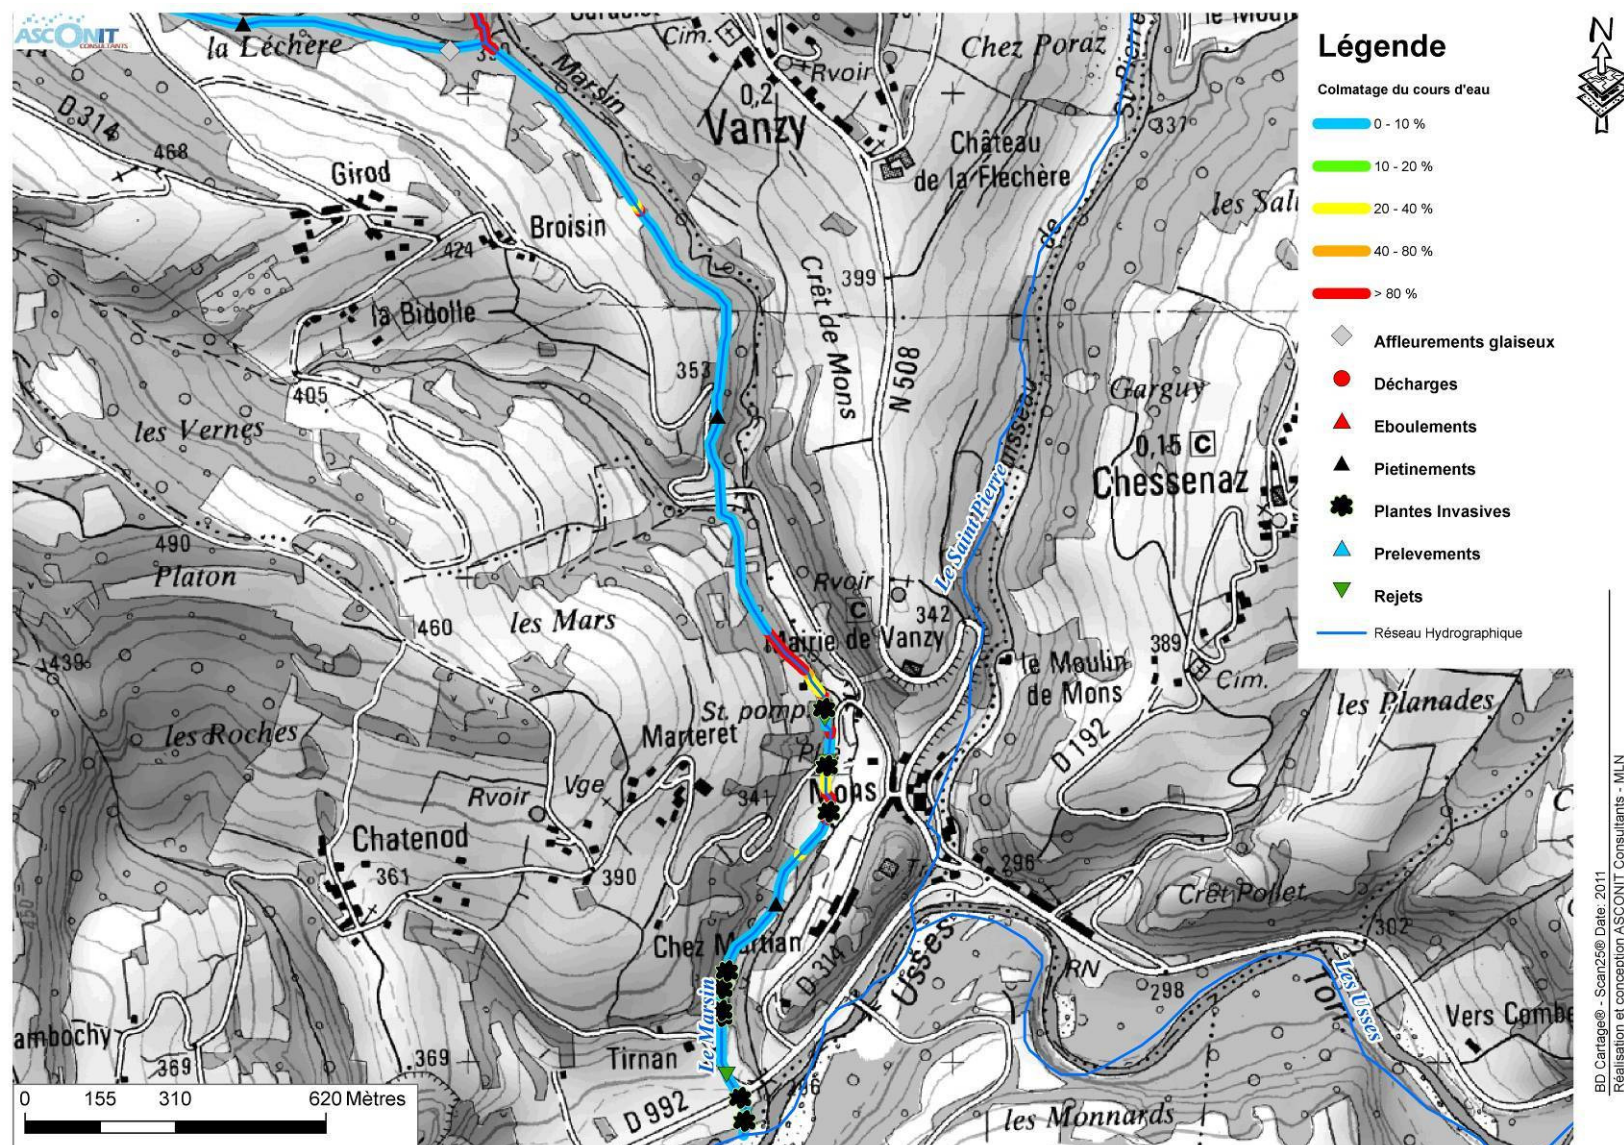 ASCONIT
CONSULTANTS
la Léchère
Marsin
Cim.
Rvoir
Chez Poraz
0,2
Vanzy
D 314
468
Girod
Château
de la Flechère
337
St Pierre
de
Broisin
424
399
la Bidolle
Crêt de Mons
N 508
353
405
les Vernes
Garguy
0,15 C
Chessenaz
Le Saint Pierre
490
Platon
les Mars
460
439
Rvoir
C
342
Mairie de Vanzy
le Moulin
de Mons
389
Cim.
les Planades
les Roches
St. pomp.
Marteret
D 192
Vge
Rvoir
341
Mons
Chatenod
361
390
296
Crêt Pollet
302
Chez Martian
D 314
Usses
RN
298
Les Usses
Vers Combe
Le Marsin
ambochy
369
369
Tirnan
D 992
les Monnards
0 155 310 620 Mètres
Légende
Colmatage du cours d'eau
0 - 10 %
10 - 20 %
20 - 40 %
40 - 80 %
> 80 %
Affleurements glaiseux
Décharges
Eboulements
Pietinements
Plantes Invasives
Prelevements
Rejets
Réseau Hydrographique
N
BD Cartage® - Scan25® Date: 2011
Réalisation et conception ASCONIT Consultants - MLN